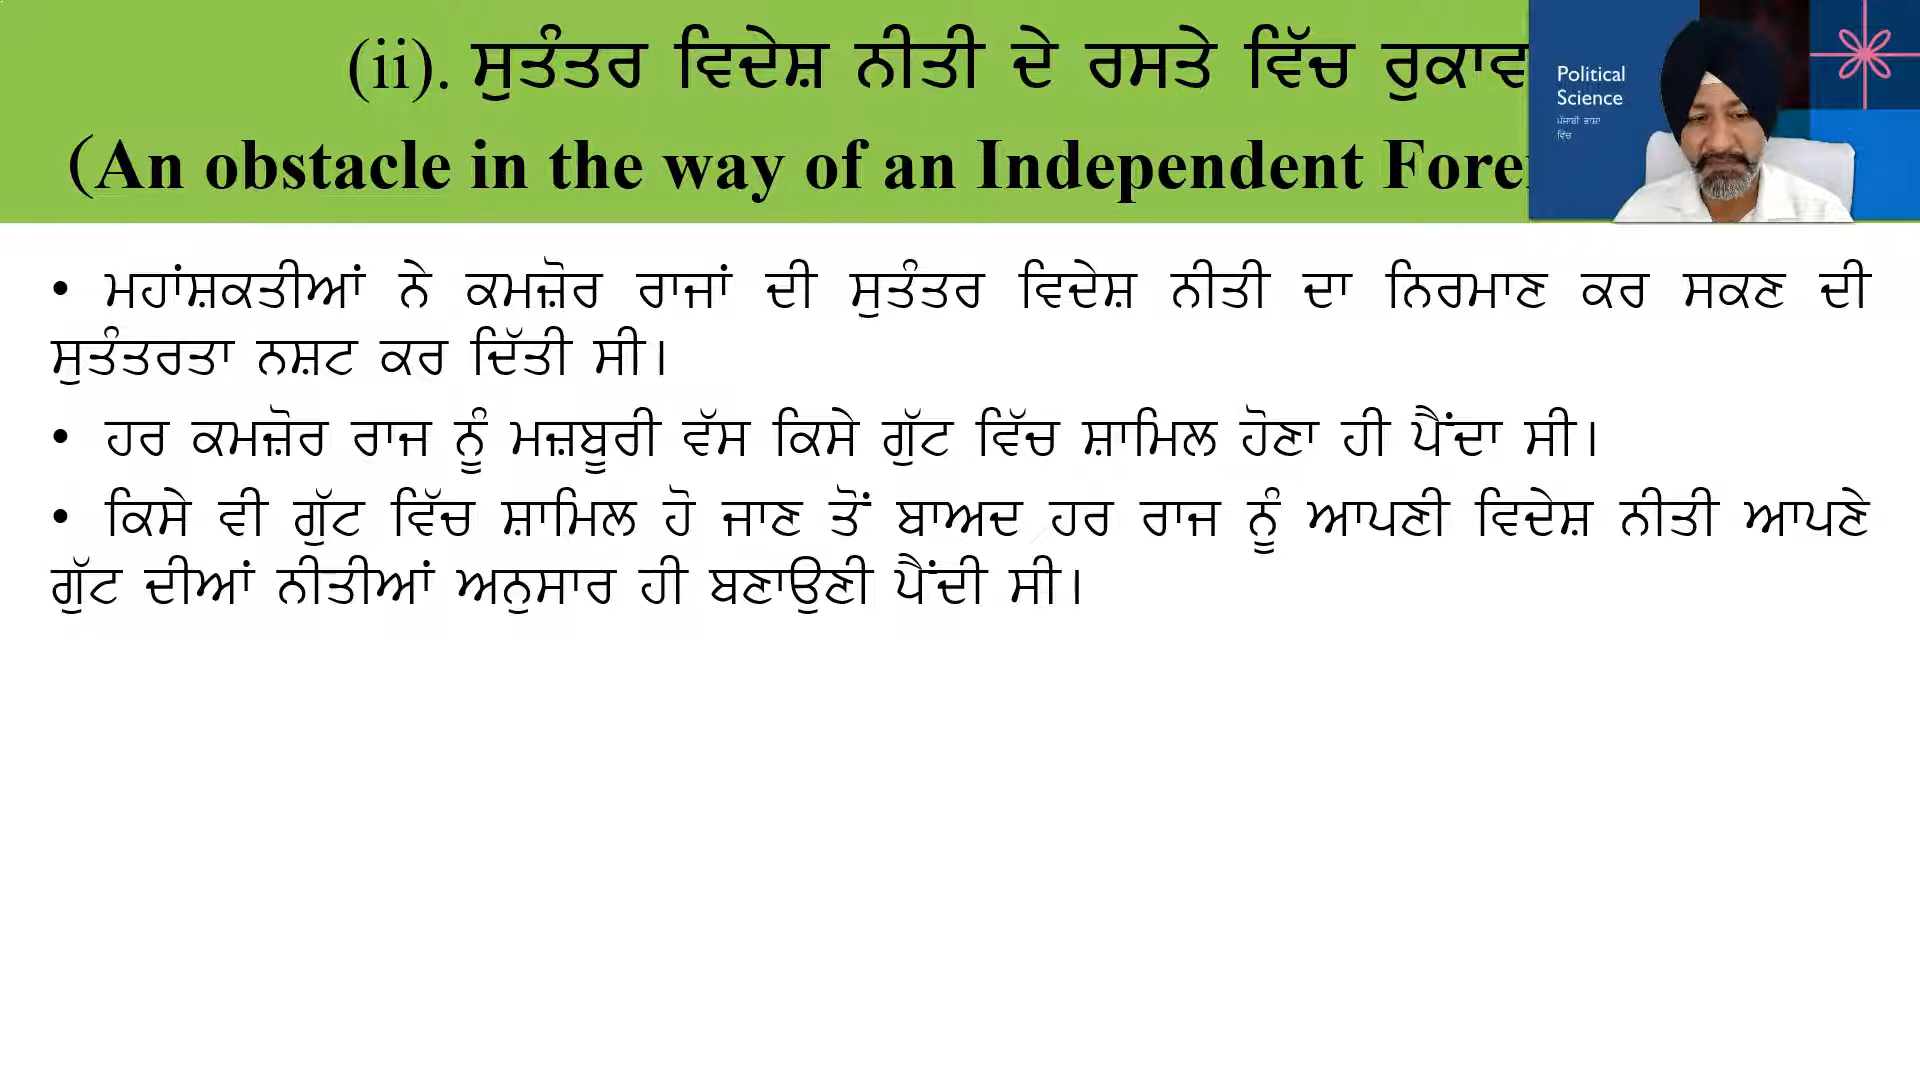 (ii). ਸੁਤੰਤਰ ਵਿਦੇਸ਼ ਨੀਤੀ ਦੇ ਰਸਤੇ ਵਿੱਚ
(An obstacle in the way of an Independent
Political
Science
ਪੰਜਾਬੀ ਭਾਸ਼ਾ
ਵਿੱਚ
• ਮਹਾਂਸ਼ਕਤੀਆਂ ਨੇ ਕਮਜ਼ੋਰ ਰਾਜਾਂ ਦੀ ਸੁਤੰਤਰ ਵਿਦੇਸ਼ ਨੀਤੀ ਦਾ ਨਿਰਮਾਣ ਕਰ ਸਕਣ ਦੀ
ਸੁਤੰਤਰਤਾ ਨਸ਼ਟ ਕਰ ਦਿੱਤੀ ਸੀ।
• ਹਰ ਕਮਜ਼ੋਰ ਰਾਜ ਨੂੰ ਮਜ਼ਬੂਰੀ ਵੱਸ ਕਿਸੇ ਗੁੱਟ ਵਿੱਚ ਸ਼ਾਮਿਲ ਹੋਣਾ ਹੀ ਪੈਂਦਾ ਸੀ।
• ਕਿਸੇ ਵੀ ਗੁੱਟ ਵਿੱਚ ਸ਼ਾਮਿਲ ਹੋ ਜਾਣ ਤੋਂ ਬਾਅਦ ਹਰ ਰਾਜ ਨੂੰ ਆਪਣੀ ਵਿਦੇਸ਼ ਨੀਤੀ ਆਪਣੇ
ਗੁੱਟ ਦੀਆਂ ਨੀਤੀਆਂ ਅਨੁਸਾਰ ਹੀ ਬਣਾਉਣੀ ਪੈਂਦੀ ਸੀ।